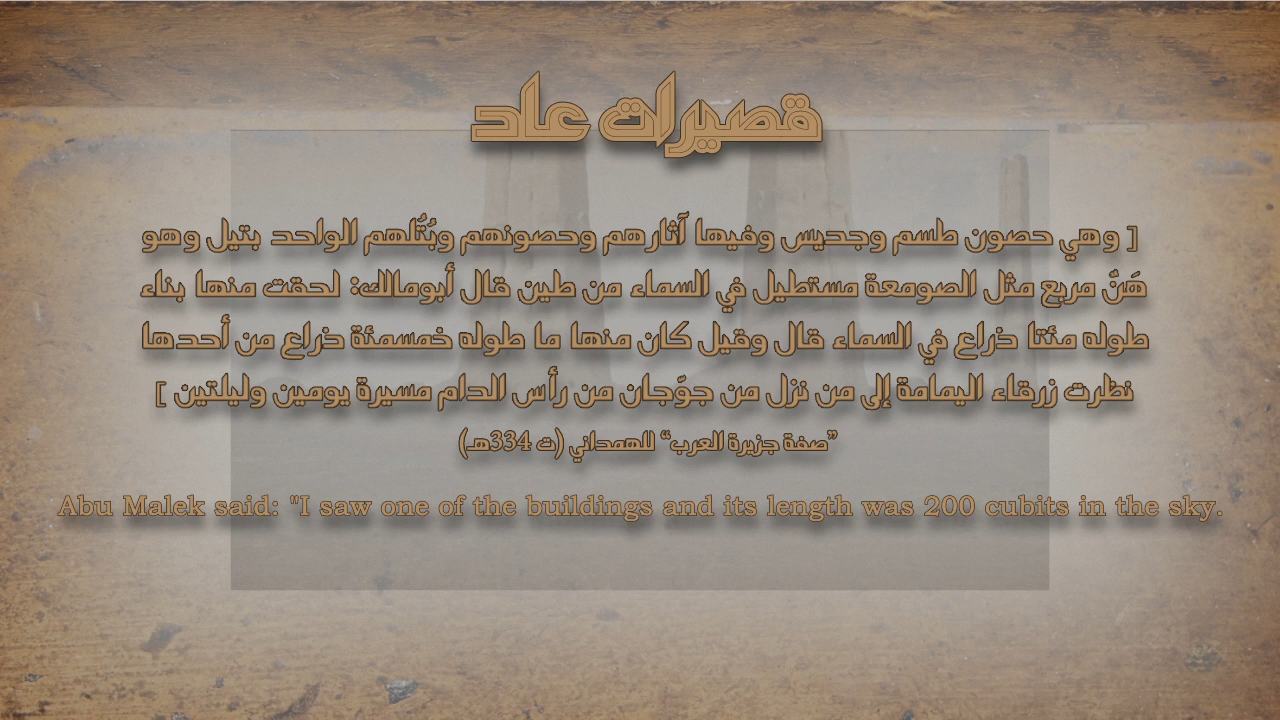 قصيرات عاد
[ وهي حصون طسم وجديس وفيها آثارهم وحصونهم وبُتُلهم الواحد بتيل وهو
هَنٌ مربع مثل الصومعة مستطيل في السماء من طين قال أبومالك: لحقت منها بناء
طوله مئتا ذراع في السماء قال وقيل كان منها ما طوله خمسمئة ذراع من أحدها
نظرت زرقاء اليمامة إلى من نزل من جوّجان من رأس الدام مسيرة يومين وليلتين ]
”صفة جزيرة العرب“ للهمداني (ت 334هـ)
Abu Malek said: "I saw one of the buildings and its length was 200 cubits in the sky.